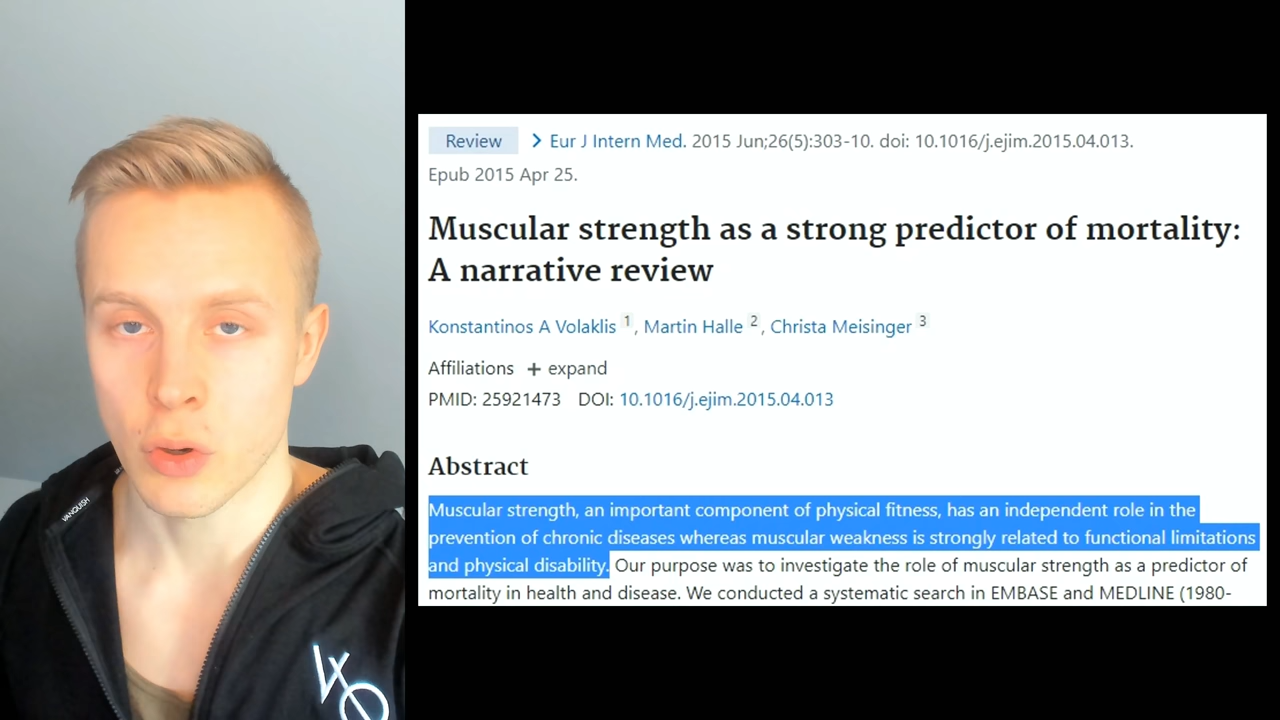 Review > Eur J Intern Med. 2015 Jun;26(5):303-10. doi: 10.1016/j.ejim.2015.04.013.
Epub 2015 Apr 25.
Muscular strength as a strong predictor of mortality:
A narrative review
Konstantinos A Volaklis 1, Martin Halle 2, Christa Meisinger 3
Affiliations + expand
PMID: 25921473 DOI: 10.1016/j.ejim.2015.04.013
Abstract
Muscular strength, an important component of physical fitness, has an independent role in the
prevention of chronic diseases whereas muscular weakness is strongly related to functional limitations
and physical disability. Our purpose was to investigate the role of muscular strength as a predictor of
mortality in health and disease. We conducted a systematic search in EMBASE and MEDLINE (1980-
VANQUISH